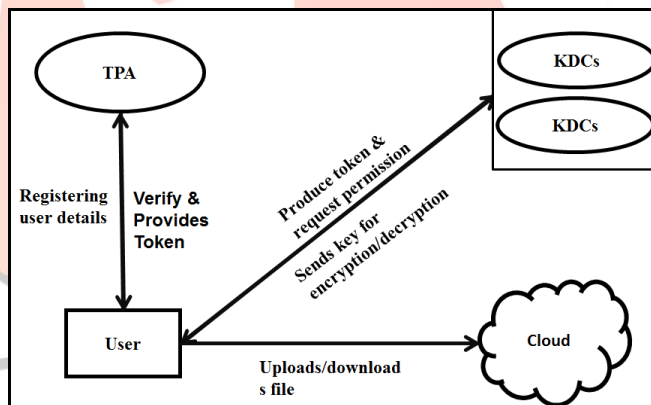 TPA
KDCs
KDCs
Registering
user details
Verify &
Provides
Token
Produce token &
request permission
Sends key for
encryption/decryption
User
Cloud
Uploads/download
s file